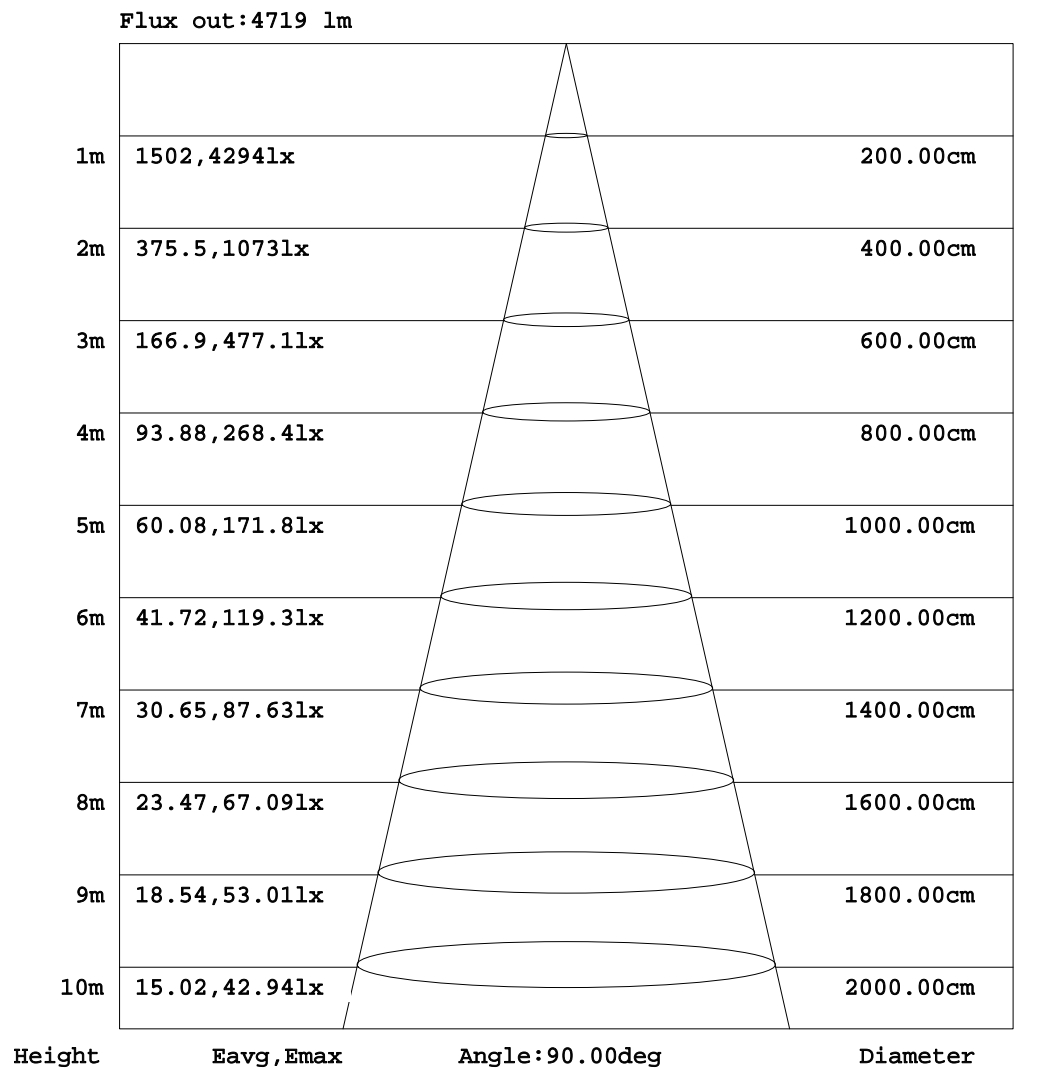 Flux out:4719 lm
1m 1502,4294lx 200.00cm
2m 375.5,1073lx 400.00cm
3m 166.9,477.1lx 600.00cm
4m 93.88,268.4lx 800.00cm
5m 60.08,171.8lx 1000.00cm
6m 41.72,119.3lx 1200.00cm
7m 30.65,87.63lx 1400.00cm
8m 23.47,67.09lx 1600.00cm
9m 18.54,53.01lx 1800.00cm
10m 15.02,42.94lx 2000.00cm
Height Eavg,Emax Angle:90.00deg Diameter